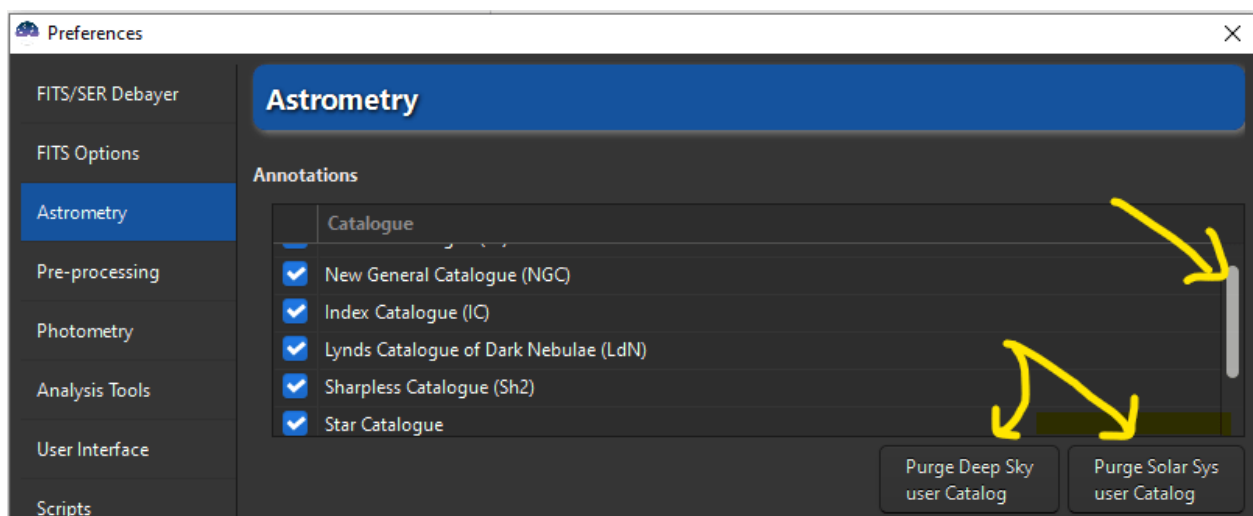 Preferences
FITS/SER Debayer
FITS Options
Astrometry
Pre-processing
Photometry
Analysis Tools
User Interface
Scripts
Astrometry
Annotations
Catalogue
New General Catalogue (NGC)
Index Catalogue (IC)
Lynds Catalogue of Dark Nebulae (LdN)
Sharpless Catalogue (Sh2)
Star Catalogue
Purge Deep Sky
user Catalog
Purge Solar Sys
user Catalog